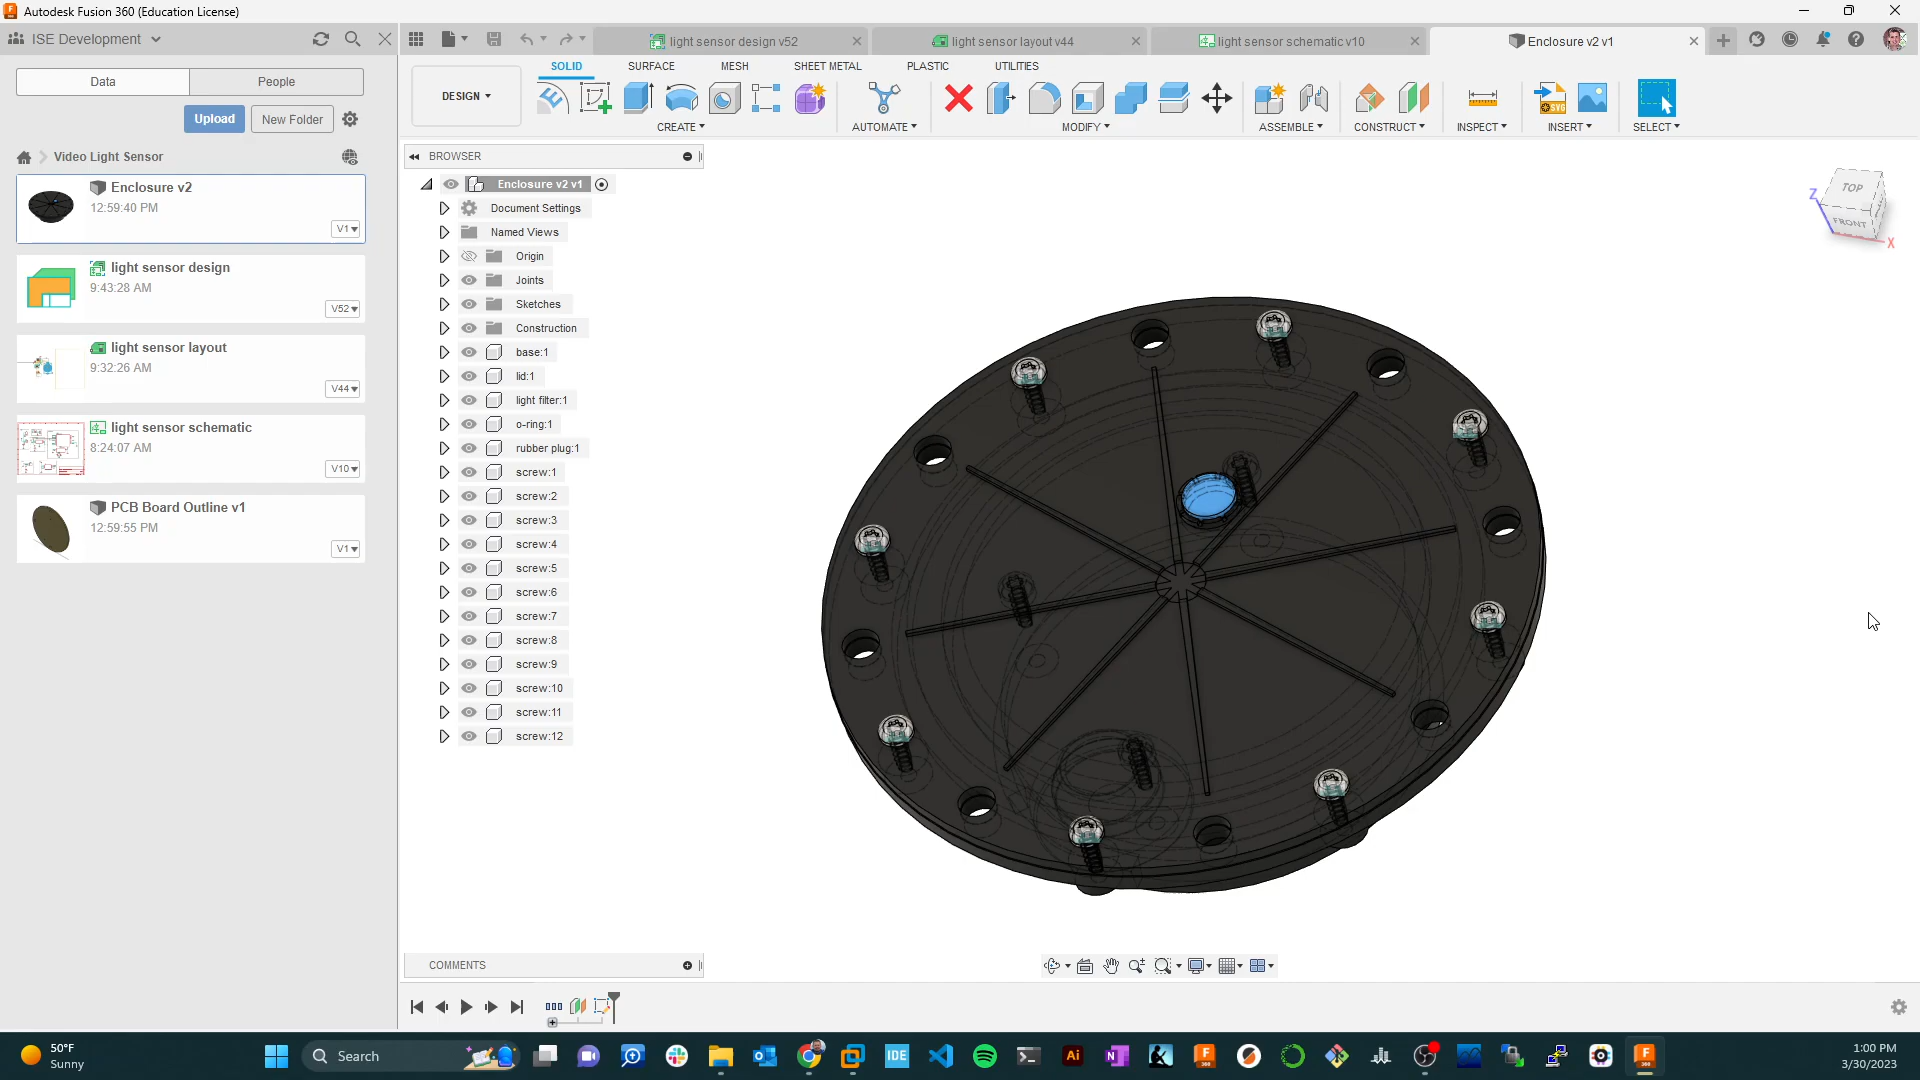 Autodesk Fusion 360 (Education License)
ISE Development
Data
People
Upload
New Folder
Video Light Sensor
Enclosure v2
12:59:40 PM
V1
light sensor design
9:43:28 AM
V52
light sensor layout
9:32:26 AM
V44
light sensor schematic
8:24:07 AM
V10
PCB Board Outline v1
12:59:55 PM
V1
light sensor design v52
light sensor layout v44
light sensor schematic v10
Enclosure v2 v1
DESIGN
SOLID
SURFACE
MESH
SHEET METAL
PLASTIC
UTILITIES
CREATE
AUTOMATE
MODIFY
ASSEMBLE
CONSTRUCT
INSPECT
INSERT
SELECT
BROWSER
Enclosure v2 v1
Document Settings
Named Views
Origin
Joints
Sketches
Construction
base:1
lid:1
light filter:1
o-ring:1
rubber plug:1
screw:1
screw:2
screw:3
screw:4
screw:5
screw:6
screw:7
screw:8
screw:9
screw:10
screw:11
screw:12
TOP
FRONT
Z
X
COMMENTS
50°F
Sunny
Search
IDE
Ai
1:00 PM
3/30/2023